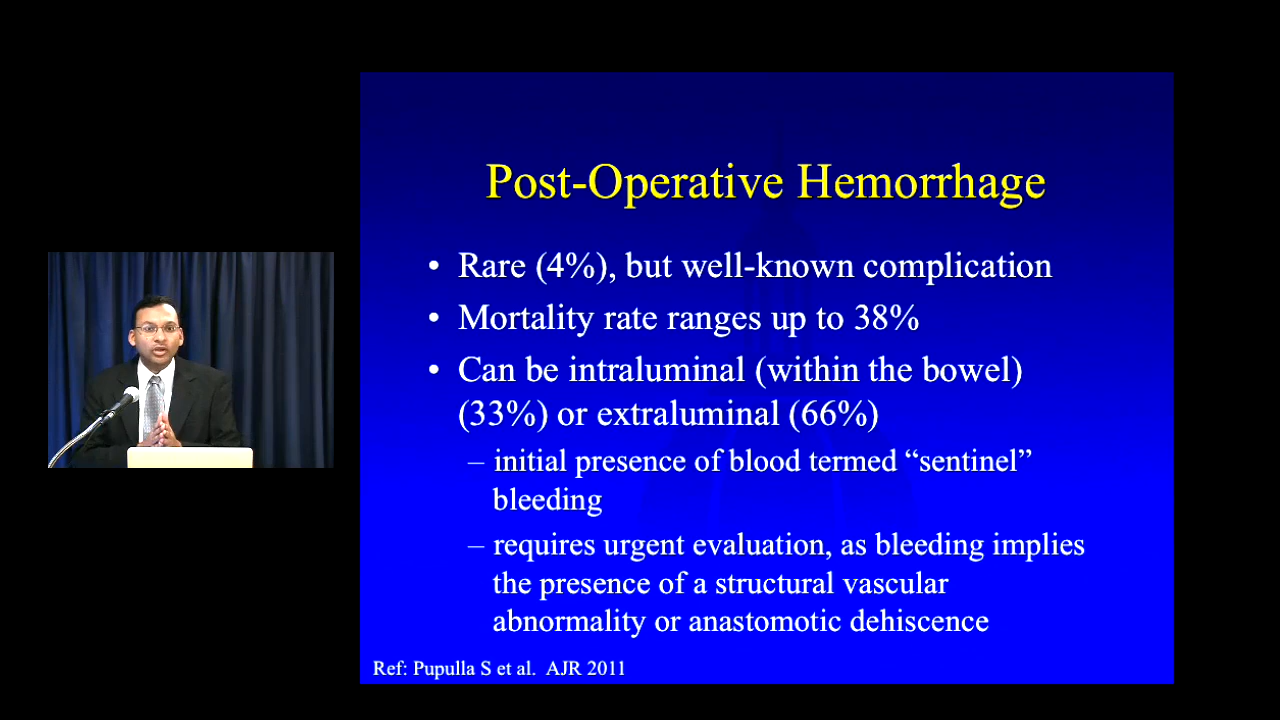 Post-Operative Hemorrhage
• Rare (4%), but well-known complication
• Mortality rate ranges up to 38%
• Can be intraluminal (within the bowel)
(33%) or extraluminal (66%)
– initial presence of blood termed “sentinel”
bleeding
– requires urgent evaluation, as bleeding implies
the presence of a structural vascular
abnormality or anastomotic dehiscence
Ref: Pupulla S et al. AJR 2011